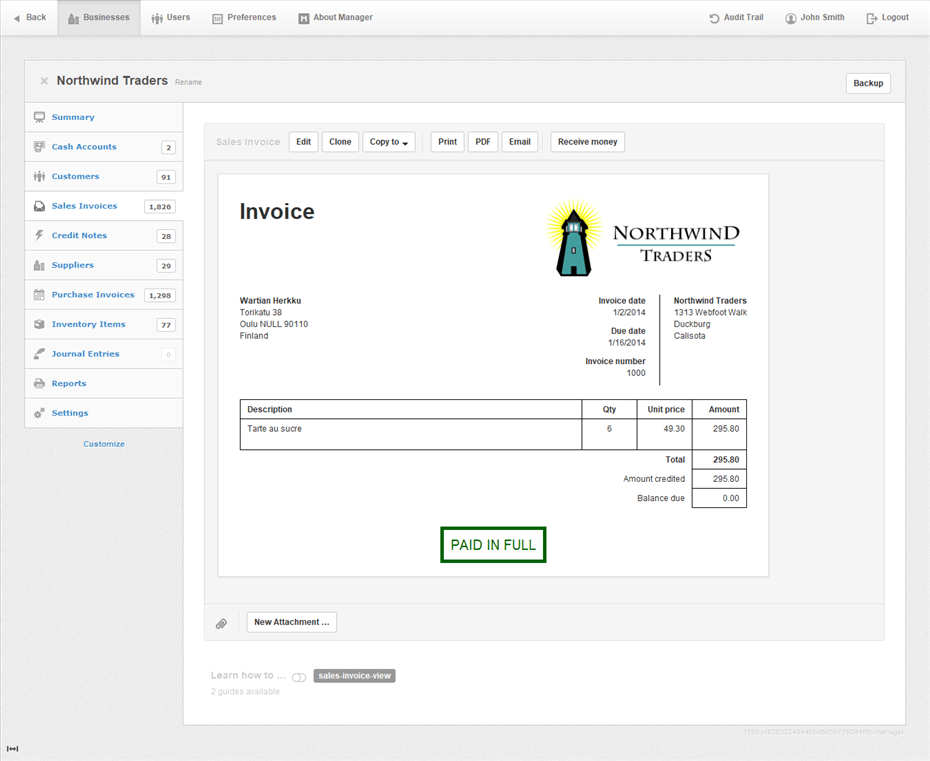 Back Businesses Users Preferences About Manager Audit Trail John Smith Logout
× Northwind Traders Rename Backup
Summary
Cash Accounts 2
Customers 91
Sales Invoices 1,826
Credit Notes 28
Suppliers 29
Purchase Invoices 1,298
Inventory Items 77
Journal Entries 0
Reports
Settings
Customize
Sales Invoice Edit Clone Copy to Print PDF Email Receive money
Invoice
NORTHWIND
TRADERS
Wartian Herkku
Torikatu 38
Oulu NULL 90110
Finland
Invoice date
1/2/2014
Due date
1/16/2014
Invoice number
1000
Northwind Traders
1313 Webfoot Walk
Duckburg
Calisota
Description Qty Unit price Amount
Tarte au sucre 6 49.30 295.80
Total 295.80
Amount credited 295.80
Balance due 0.00
PAID IN FULL
New Attachment ...
Learn how to ... sales-invoice-view
2 guides available
manager